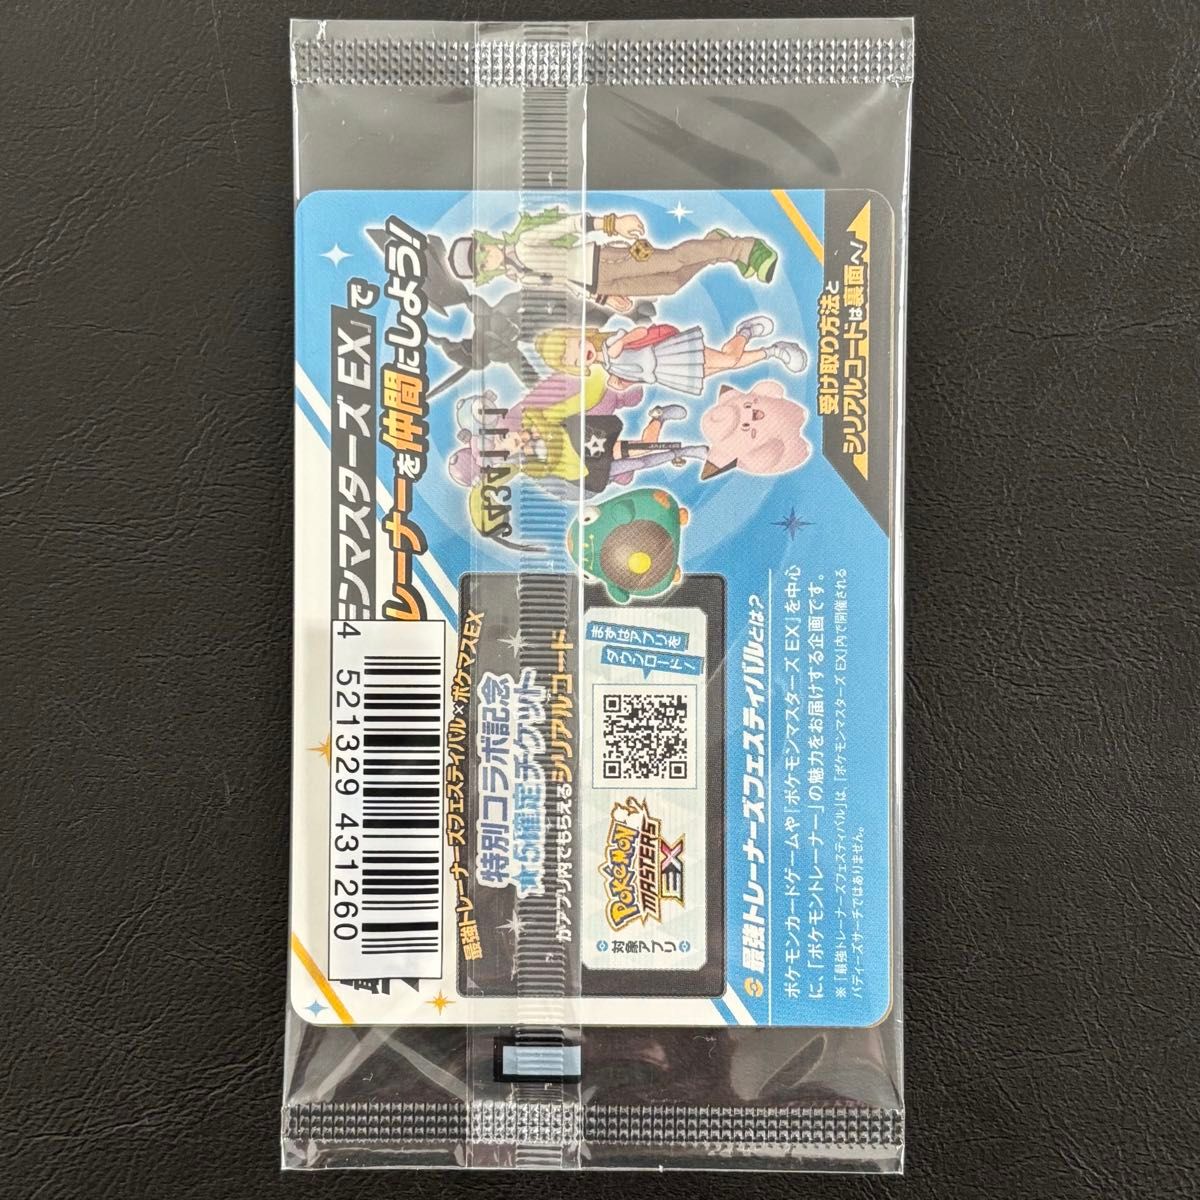 モンマスターズ EX」で
レーナーを仲間にしよう!
受け取り方法と
シリアルコードは裏面へ!
4 521329 431260
最強トレーナーズフェスティバル×ポケマスEX
特別コラボ記念
★5確定チケット
がアプリ内でもらえるシリアルコード
まずはアプリを
ダウンロード!
POKÉMON
MASTERS
EX
対象アプリ
最強トレーナーズフェスティバルとは?
ポケモンカードゲームや『ポケモンマスターズ EX』を中心
に、「ポケモントレーナー」の魅力をお届けする企画です。
※「最強トレーナーズフェスティバル」は、『ポケモンマスターズ EX』内で開催される
バディーズサーチではありません。